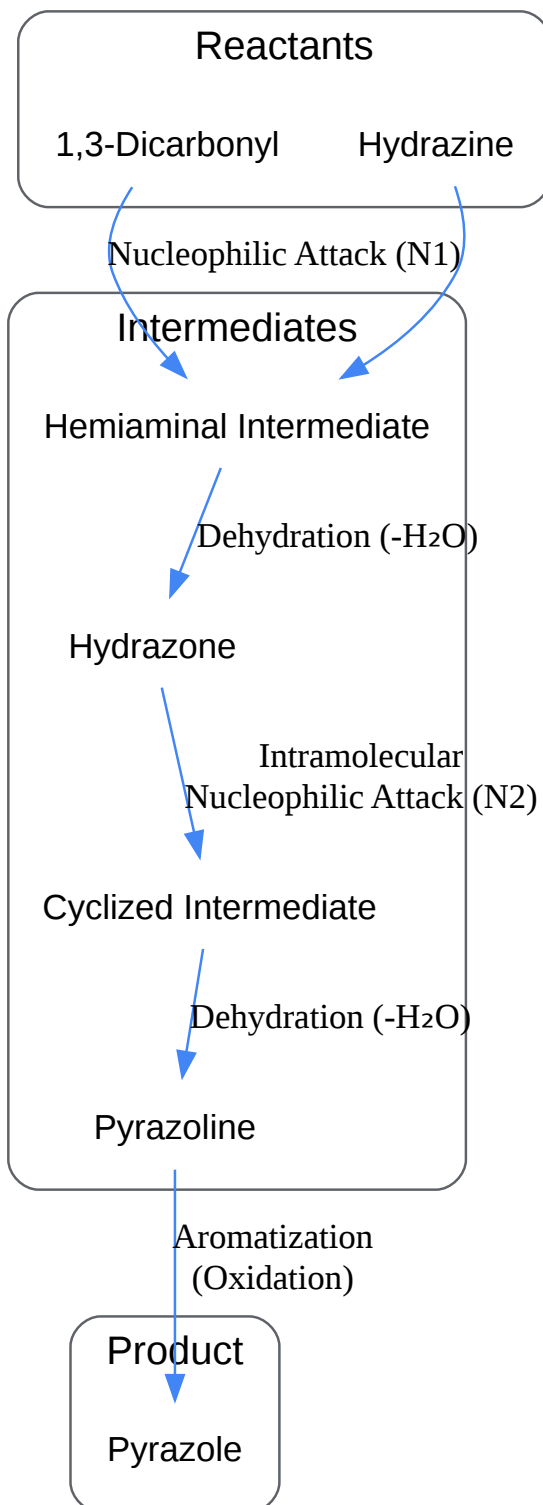 Reactants
1,3-Dicarbonyl Hydrazine
Nucleophilic Attack (N1)
Intermediates
Hemiaminal Intermediate
Dehydration (-H₂O)
Hydrazone
Intramolecular
Nucleophilic Attack (N2)
Cyclized Intermediate
Dehydration (-H₂O)
Pyrazoline
Aromatization
(Oxidation)
Product
Pyrazole